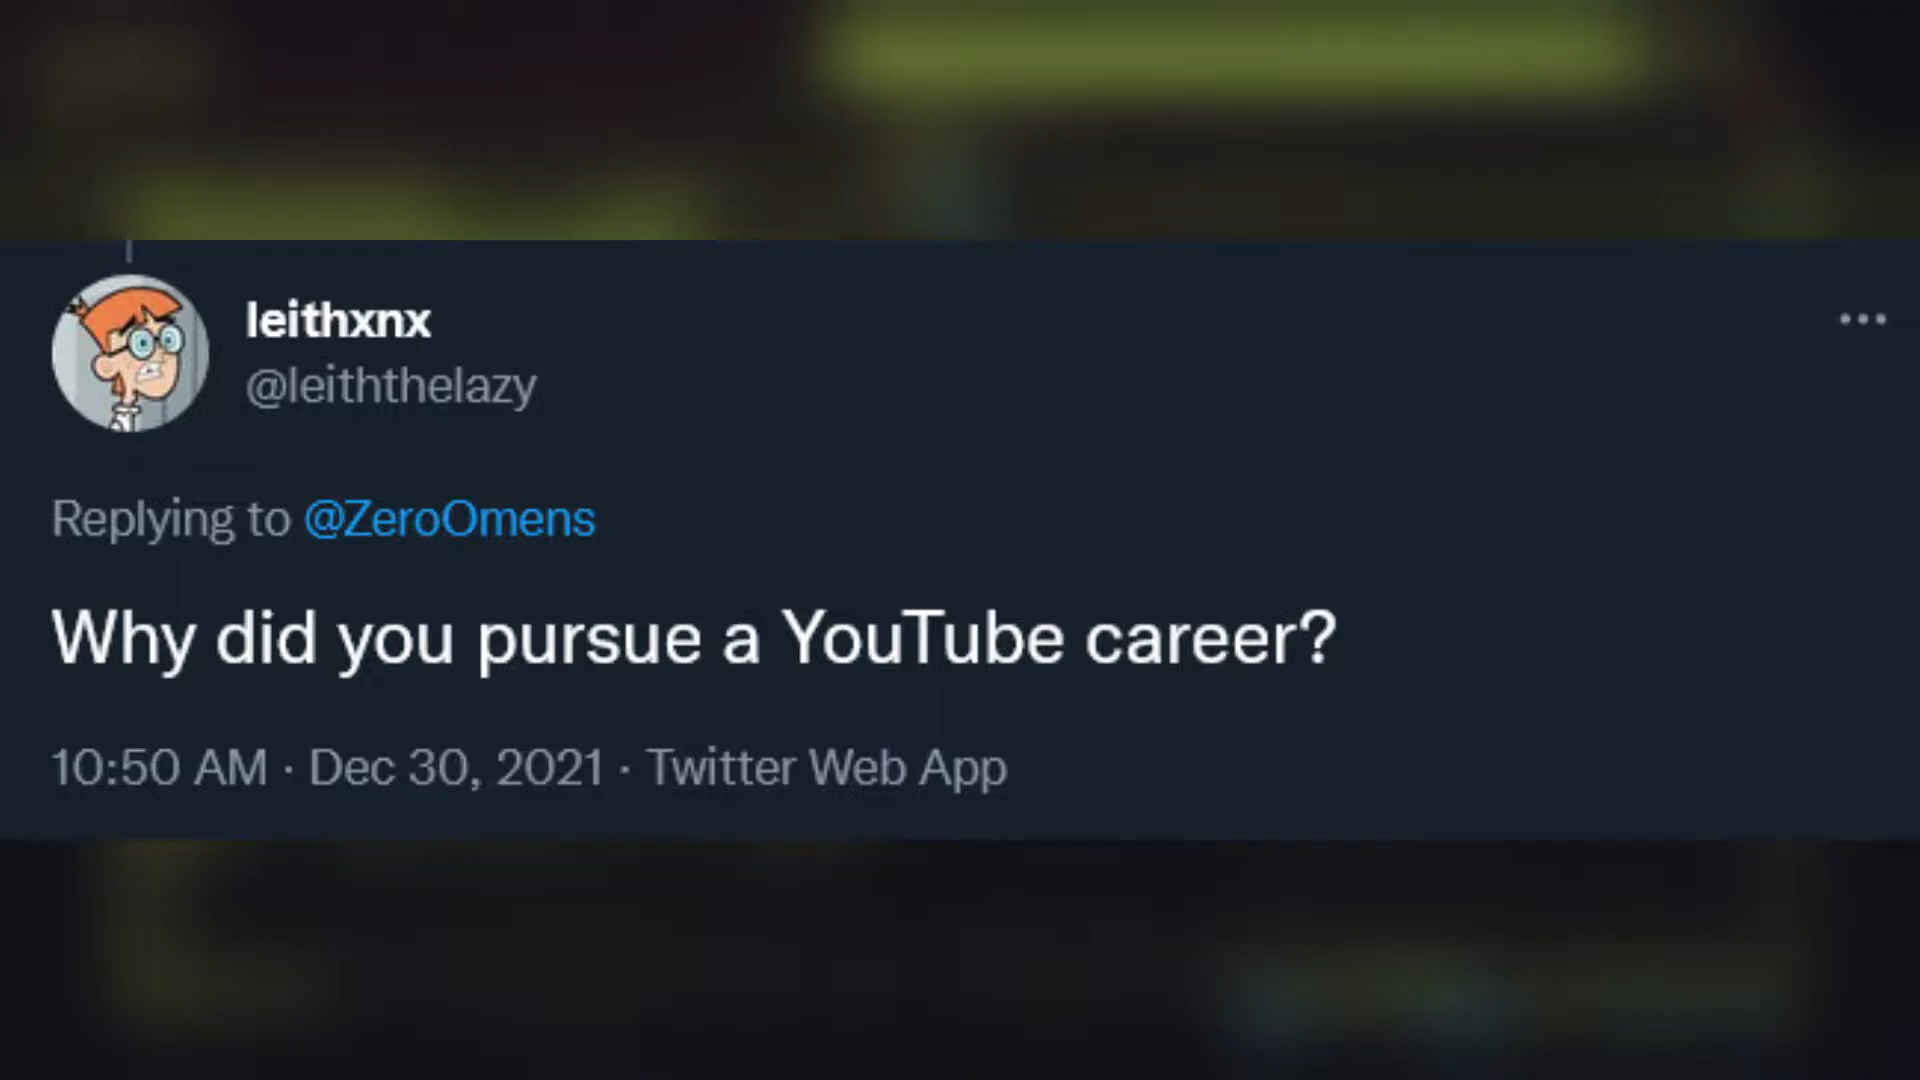 leithxnx
@leiththelazy
Replying to @ZeroOmens
Why did you pursue a YouTube career?
10:50 AM · Dec 30, 2021 · Twitter Web App